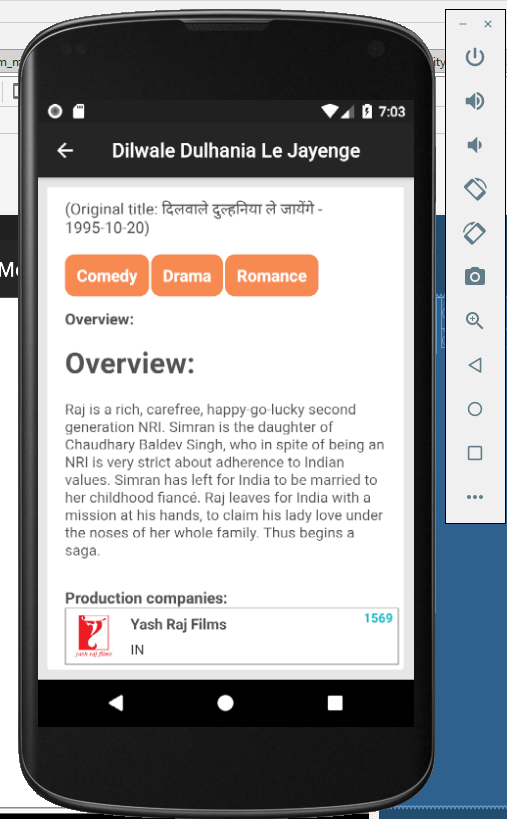 m_m
ity
7:03
Dilwale Dulhania Le Jayenge
(Original title: दिलवाले दुल्हनिया ले जायेंगे -
1995-10-20)
Comedy
Drama
Romance
Overview:
Overview:
Raj is a rich, carefree, happy-go-lucky second
generation NRI. Simran is the daughter of
Chaudhary Baldev Singh, who in spite of being an
NRI is very strict about adherence to Indian
values. Simran has left for India to be married to
her childhood fiancé. Raj leaves for India with a
mission at his hands, to claim his lady love under
the noses of her whole family. Thus begins a
saga.
Production companies:
Yash Raj Films
1569
yash raj films
IN